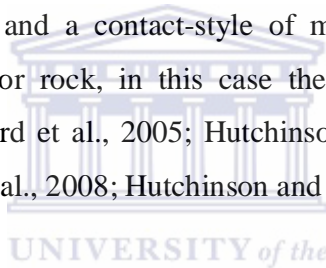 and a contact-style of m
or rock, in this case the
rd et al., 2005; Hutchinso
al., 2008; Hutchinson and
UNIVERSITY of the